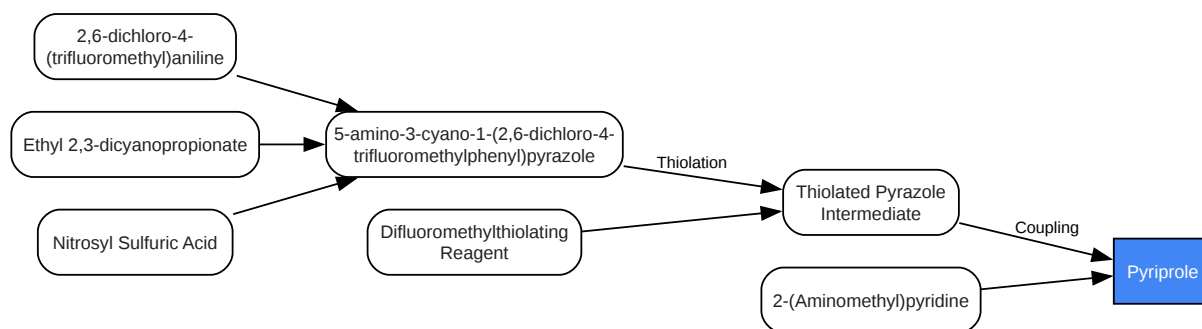 2,6-dichloro-4-
(trifluoromethyl)aniline
Ethyl 2,3-dicyanopropionate
Nitrosyl Sulfuric Acid
5-amino-3-cyano-1-(2,6-dichloro-4-
trifluoromethylphenyl)pyrazole
Difluoromethylthiolating
Reagent
Thiolation
Thiolated Pyrazole
Intermediate
2-(Aminomethyl)pyridine
Coupling
Pyriprole